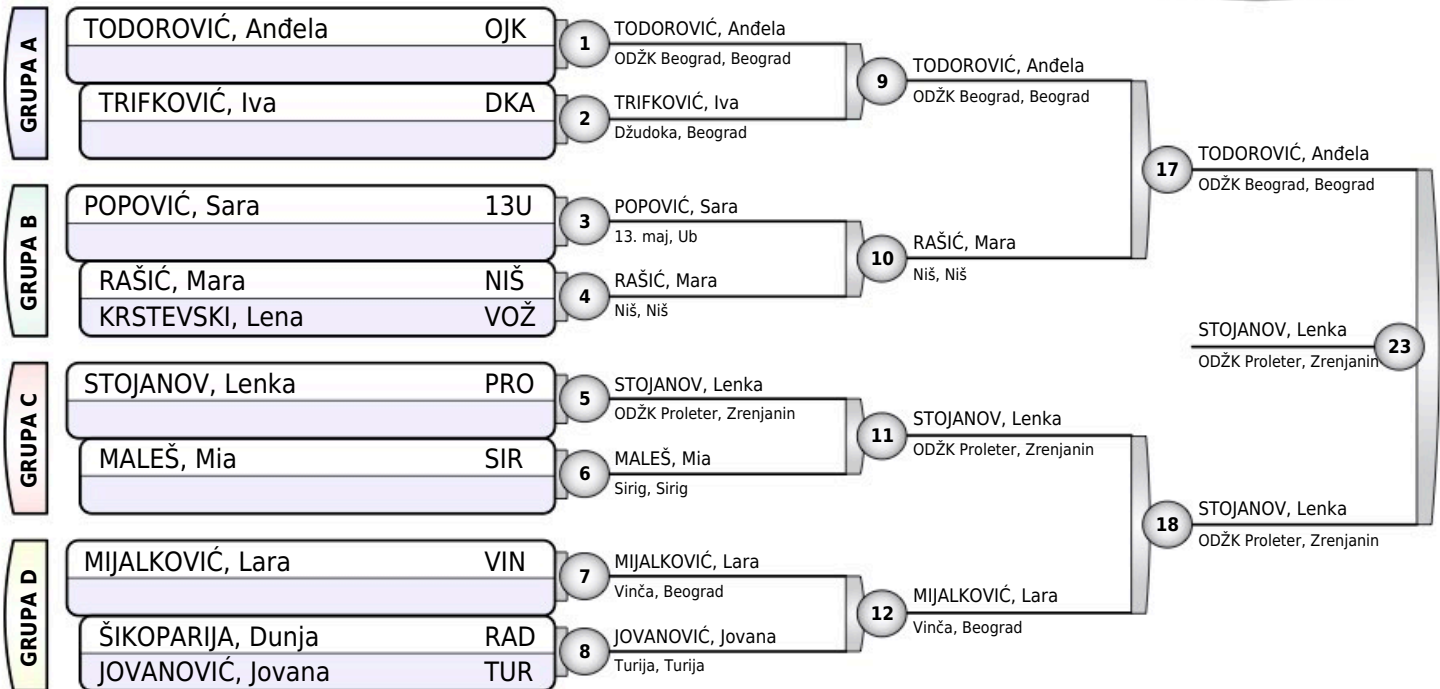 GRUPA A
TODOROVIĆ, Anđela OJK
TRIFKOVIĆ, Iva DKA
GRUPA B
POPOVIĆ, Sara 13U
RAŠIĆ, Mara NIŠ
KRSTEVSKI, Lena VOŽ
GRUPA C
STOJANOV, Lenka PRO
MALEŠ, Mia SIR
GRUPA D
MIJALKOVIĆ, Lara VIN
ŠIKOPARIJA, Dunja RAD
JOVANOVIĆ, Jovana TUR
1
TODOROVIĆ, Anđela
ODŽK Beograd, Beograd
2
TRIFKOVIĆ, Iva
Džudoka, Beograd
3
POPOVIĆ, Sara
13. maj, Ub
4
RAŠIĆ, Mara
Niš, Niš
5
STOJANOV, Lenka
ODŽK Proleter, Zrenjanin
6
MALEŠ, Mia
Sirig, Sirig
7
MIJALKOVIĆ, Lara
Vinča, Beograd
8
JOVANOVIĆ, Jovana
Turija, Turija
9
TODOROVIĆ, Anđela
ODŽK Beograd, Beograd
10
RAŠIĆ, Mara
Niš, Niš
11
STOJANOV, Lenka
ODŽK Proleter, Zrenjanin
12
MIJALKOVIĆ, Lara
Vinča, Beograd
17
TODOROVIĆ, Anđela
ODŽK Beograd, Beograd
18
STOJANOV, Lenka
ODŽK Proleter, Zrenjanin
STOJANOV, Lenka
ODŽK Proleter, Zrenjanin
23